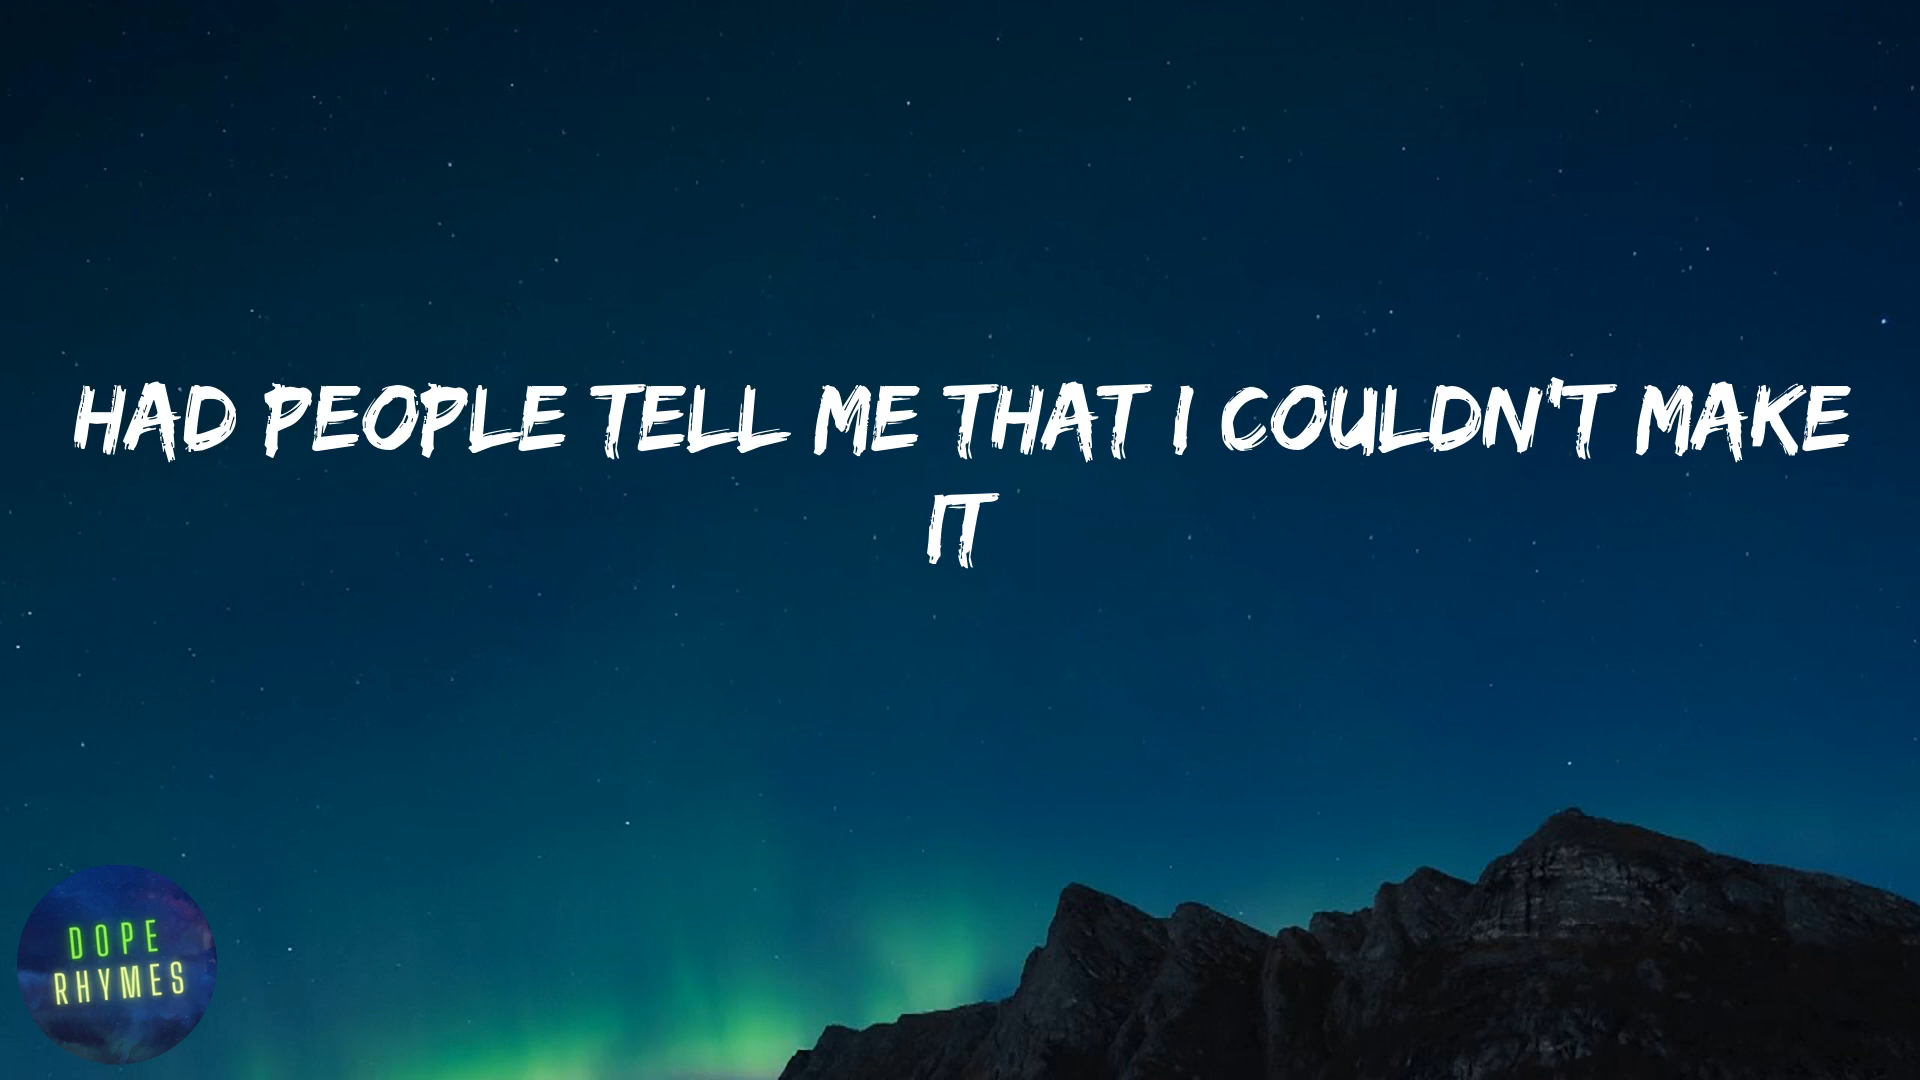 HAD PEOPLE TELL ME THAT I COULDN'T MAKE
IT
DOPE
RHYMES